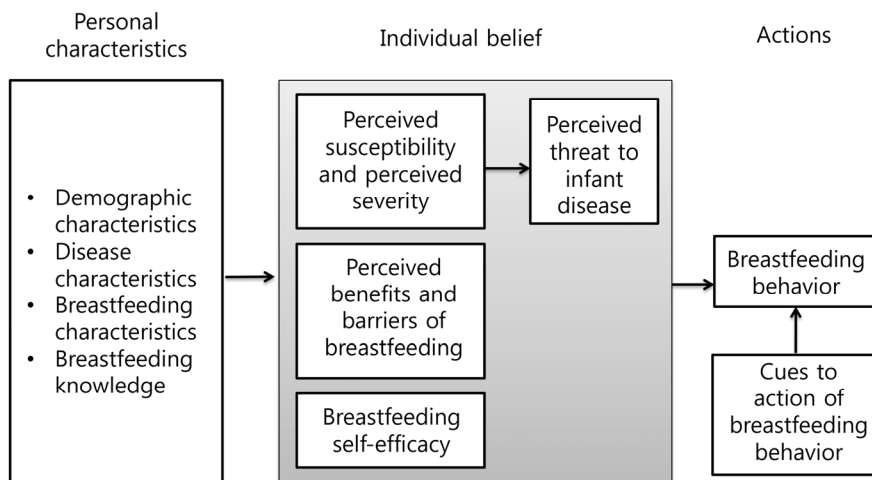 Personal
characteristics
Individual belief
Actions
• Demographic
characteristics
• Disease
characteristics
• Breastfeeding
characteristics
• Breastfeeding
knowledge
Perceived
susceptibility
and perceived
severity
Perceived
threat to
infant
disease
Perceived
benefits and
barriers of
breastfeeding
Breastfeeding
self-efficacy
Breastfeeding
behavior
Cues to
action of
breastfeeding
behavior